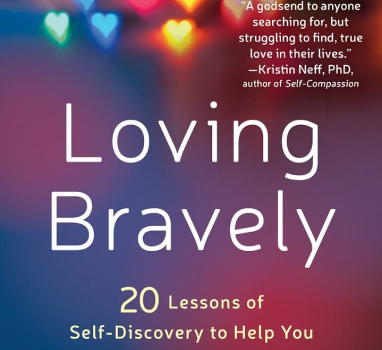 “A godsend to anyone
searching for, but
struggling to find, true
love in their lives.”
—Kristin Neff, PhD,
author of Self-Compassion
Loving
Bravely
20 Lessons of
Self-Discovery to Help You